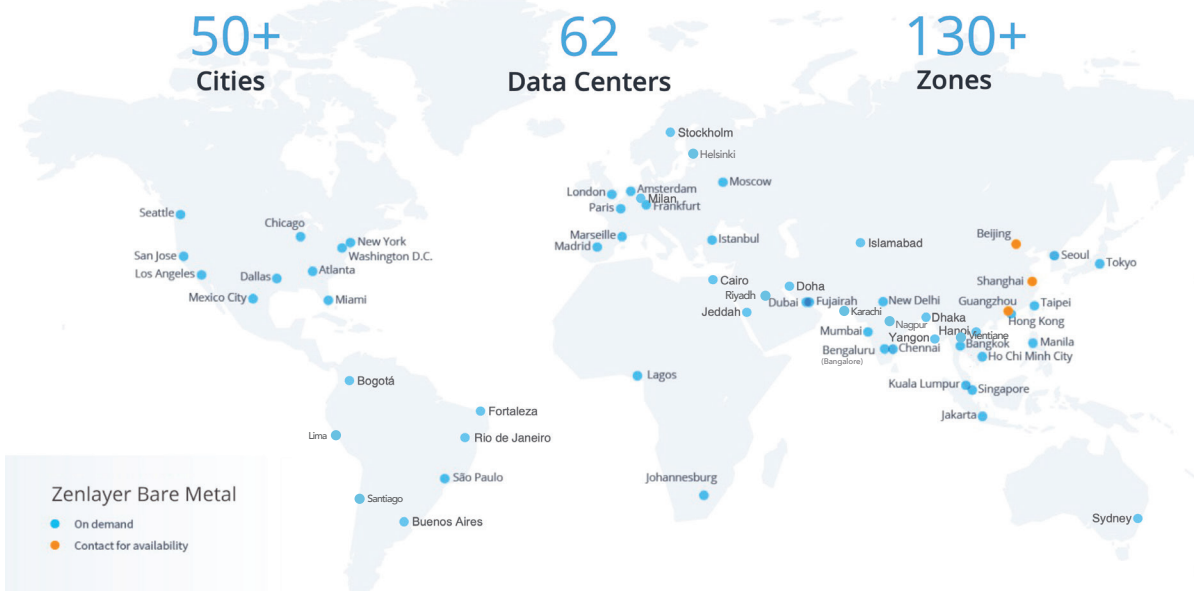 50+
62
130+
Cities
Data Centers
Zones
Stockholm
Helsinki
Moscow
London
Amsterdam
Milan
Paris
Frankfurt
Seattle
Chicago
Marseille
Madrid
Istanbul
Islamabad
Beijing
New York
Washington D.C.
San Jose
Los Angeles
Dallas
Atlanta
Seoul
Tokyo
Cairo
Doha
Shanghai
Mexico City
Miami
Riyadh
Dubai
Fujairah
New Delhi
Guangzhou
Taipei
Jeddah
Karachi
Nagpur
Dhaka
Hong Kong
Mumbai
Yangon
Hanoi
Vientiane
Bangkok
Manila
Bengaluru
(Bangalore)
Chennai
Ho Chi Minh City
Bogotá
Lagos
Kuala Lumpur
Singapore
Fortaleza
Jakarta
Lima
Rio de Janeiro
São Paulo
Johannesburg
Santiago
Buenos Aires
Sydney
Zenlayer Bare Metal
On demand
Contact for availability